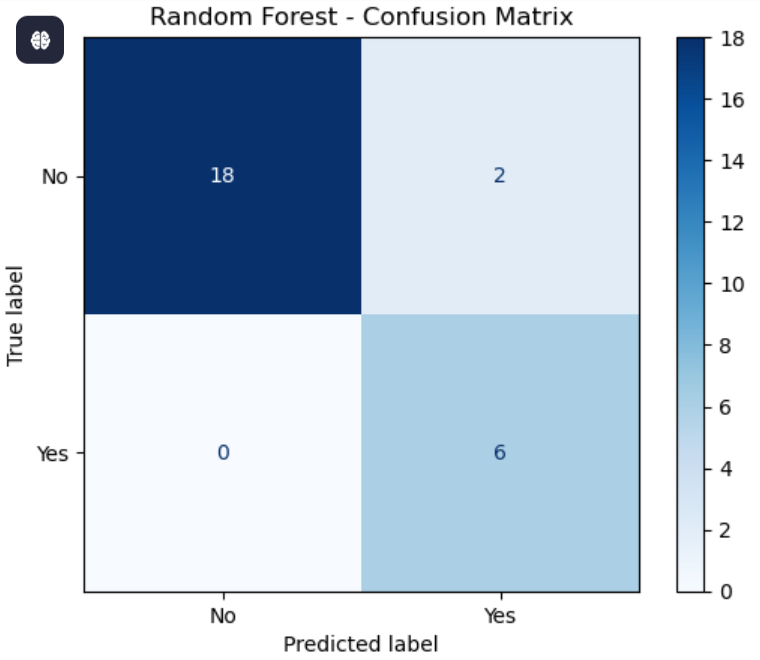 Random Forest - Confusion Matrix
True label
No
Yes
18
2
0
6
No
Yes
Predicted label
18
16
14
12
10
8
6
4
2
0